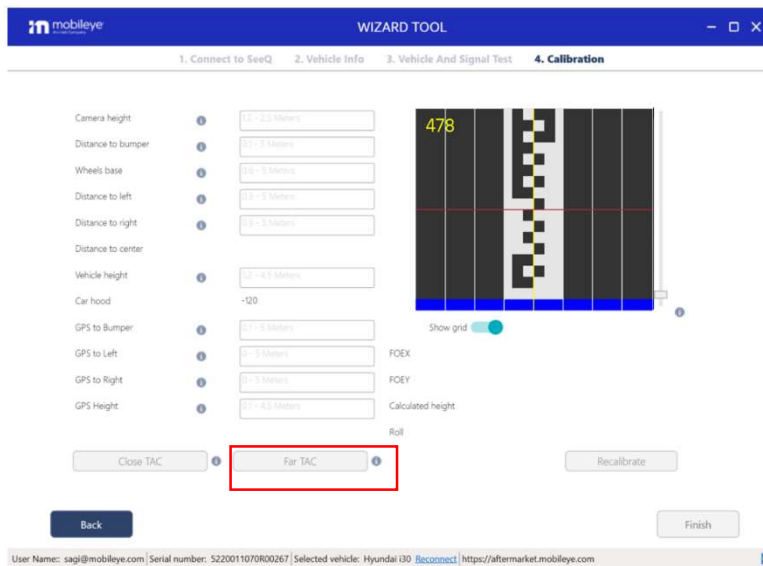 mobileye
WIZARD TOOL
1. Connect to SeeQ 2. Vehicle Info 3. Vehicle And Signal Test 4. Calibration
Camera height 1.5 - 2.5 Meters
478
Distance to bumper 0.1 - 3 Meters
Wheels base 0.6 - 5 Meters
Distance to left 0.3 - 5 Meters
Distance to right 0.3 - 5 Meters
Distance to center
Vehicle height 1.2 - 4.5 Meters
Car hood -120
GPS to Bumper 0.1 - 6 Meters
Show grid
GPS to Left 0 - 5 Meters FOEX
GPS to Right 0 - 5 Meters FOEY
GPS Height 0.1 - 4.5 Meters Calculated height
Roll
Close TAC Far TAC Recalibrate
Back Finish
User Name: sagi@mobileye.com Serial number: 5220011070R00267 Selected vehicle: Hyundai i30 Reconnect https://aftermarket.mobileye.com